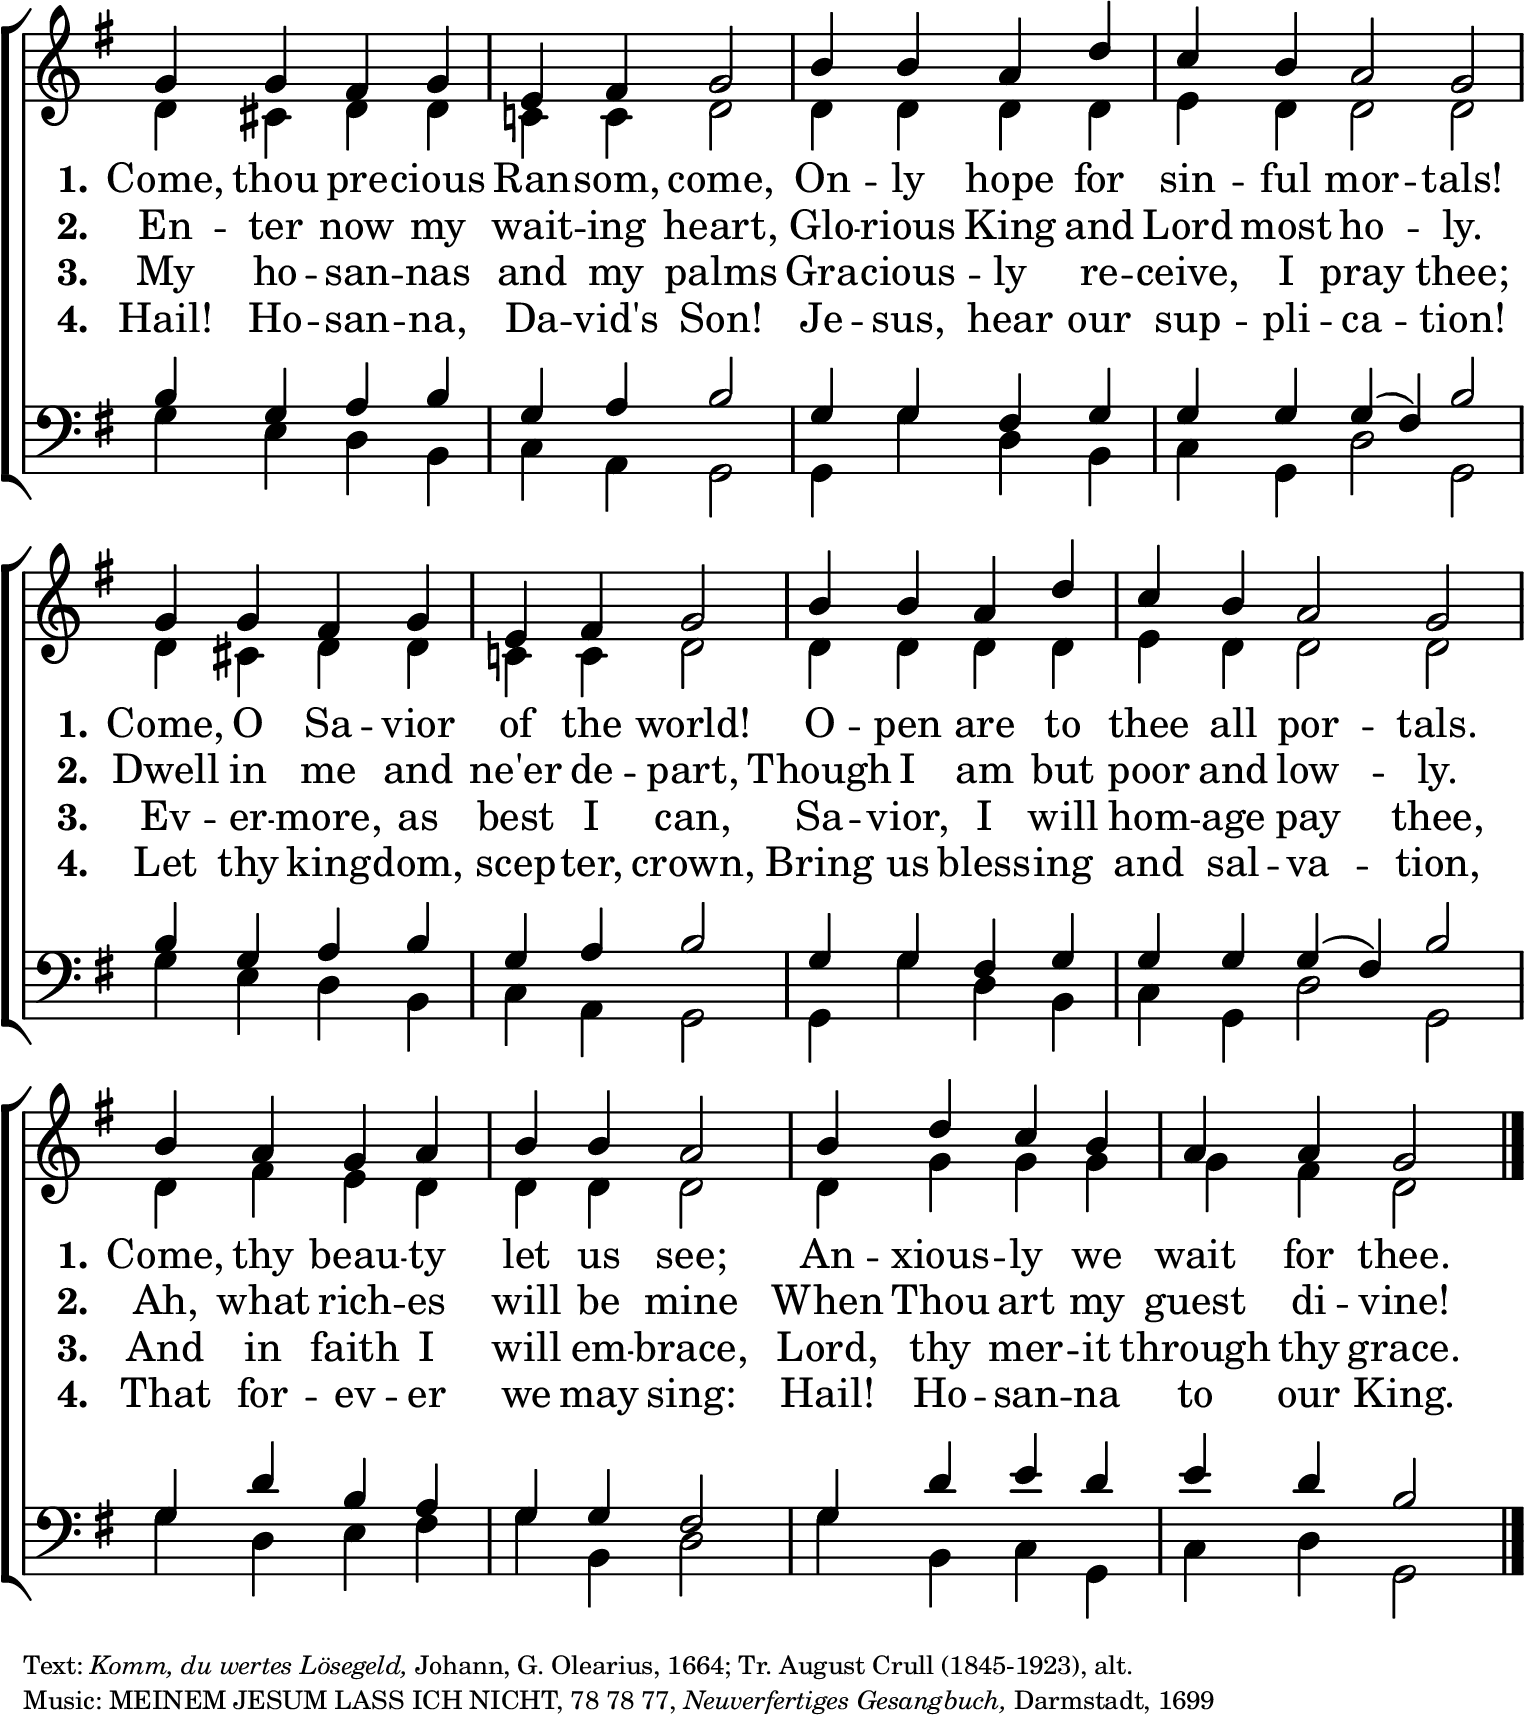 1. Come, thou precious Ransom, come, On -- ly hope for sin -- ful mor -- tals!
2. En -- ter now my wait -- ing heart, Glo -- rious King and Lord most ho -- ly.
3. My ho -- san -- nas and my palms Gracious -- ly re -- ceive, I pray thee;
4. Hail! Ho -- san -- na, Da -- vid's Son! Je -- sus, hear our sup -- pli -- ca -- tion!
1. Come, O Sa -- vior of the world! O -- pen are to thee all por -- tals.
2. Dwell in me and ne'er de -- part, Though I am but poor and low -- ly.
3. Ev -- er -- more, as best I can, Sa -- vior, I will hom -- age pay thee,
4. Let thy kingdom, scepter, crown, Bring us blessing and sal -- va -- tion,
1. Come, thy beau -- ty let us see; An -- xious -- ly we wait for thee.
2. Ah, what rich -- es will be mine When Thou art my guest di -- vine!
3. And in faith I will em -- brace, Lord, thy mer -- it through thy grace.
4. That for -- ev -- er we may sing: Hail! Ho -- san -- na to our King.
Text: Komm, du wertes Lösegeld, Johann, G. Olearius, 1664; Tr. August Crull (1845-1923), alt.
Music: MEINEM JESUM LASS ICH NICHT, 78 78 77, Neuverfertiges Gesangbuch, Darmstadt, 1699